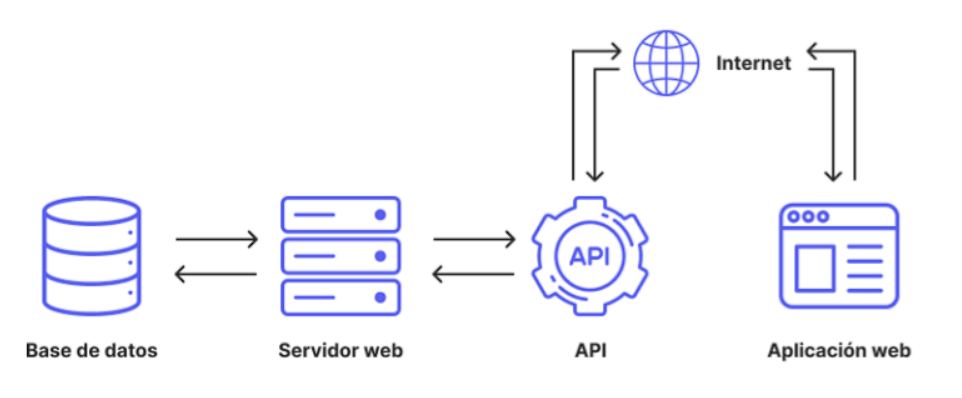 Internet
API
Base de datos
Servidor web
API
Aplicación web